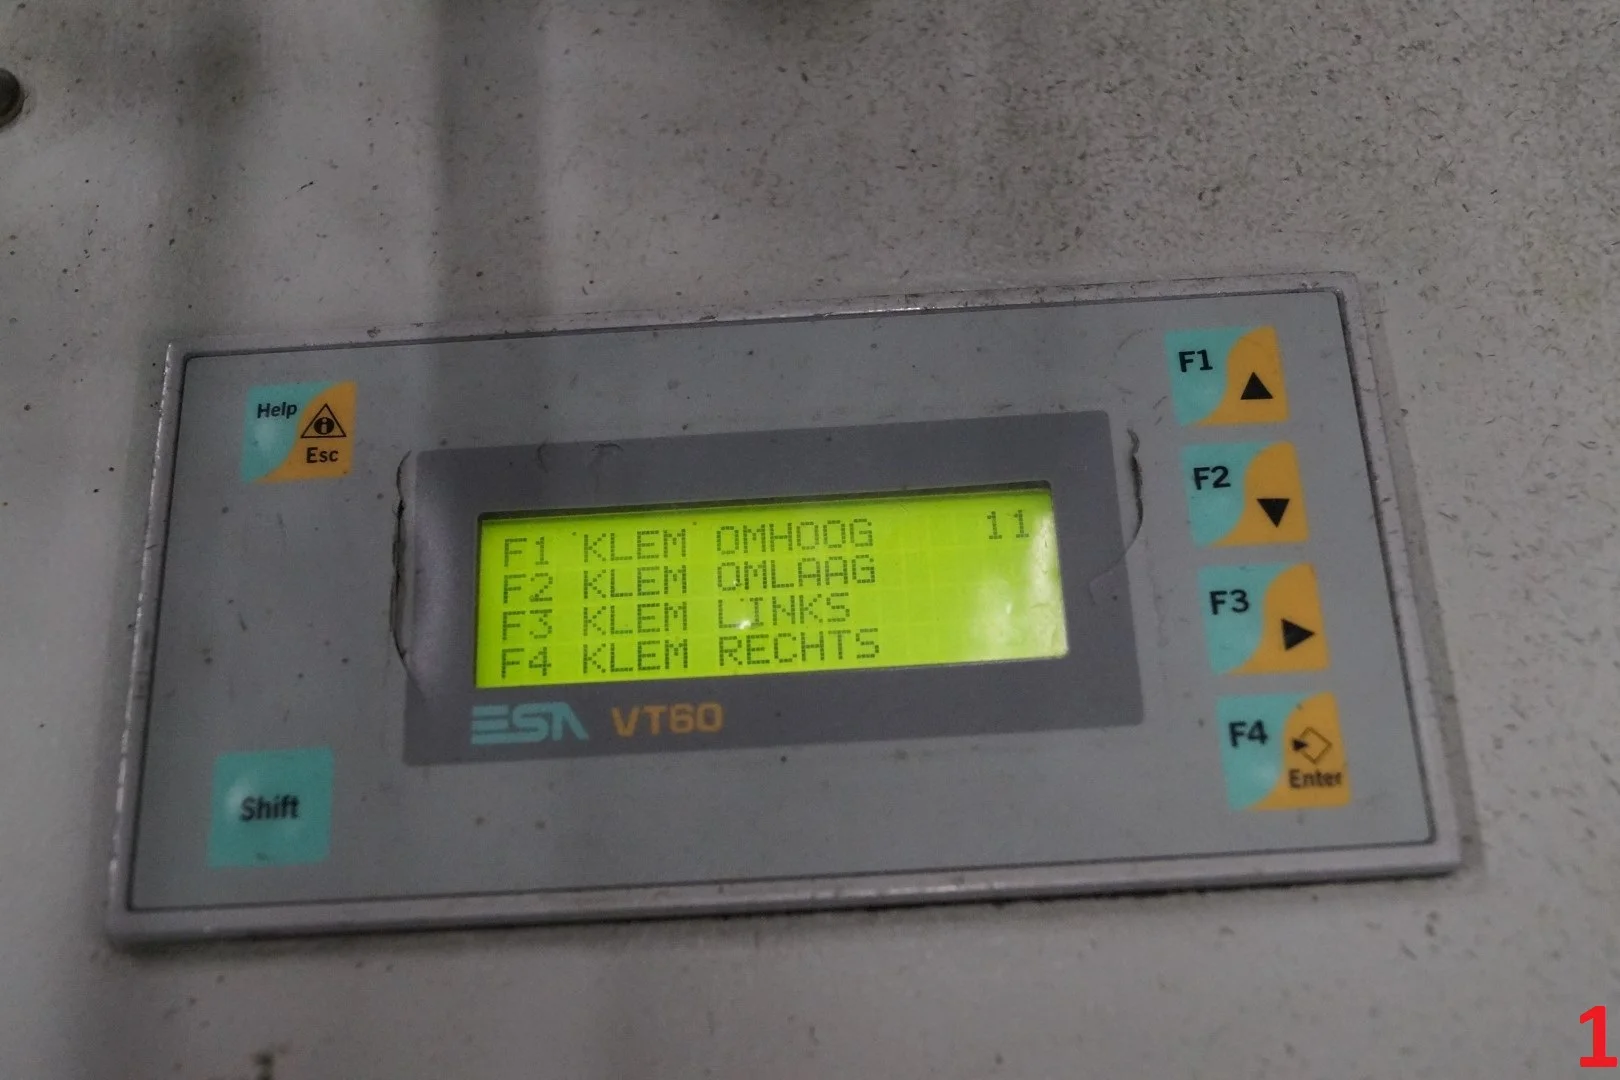 Help
Esc
F1 KLEM OMHOOG 11
F2 KLEM OMLAAG
F3 KLEM LINKS
F4 KLEM RECHTS
ESA VT60
Shift
F1
F2
F3
F4
Enter
1